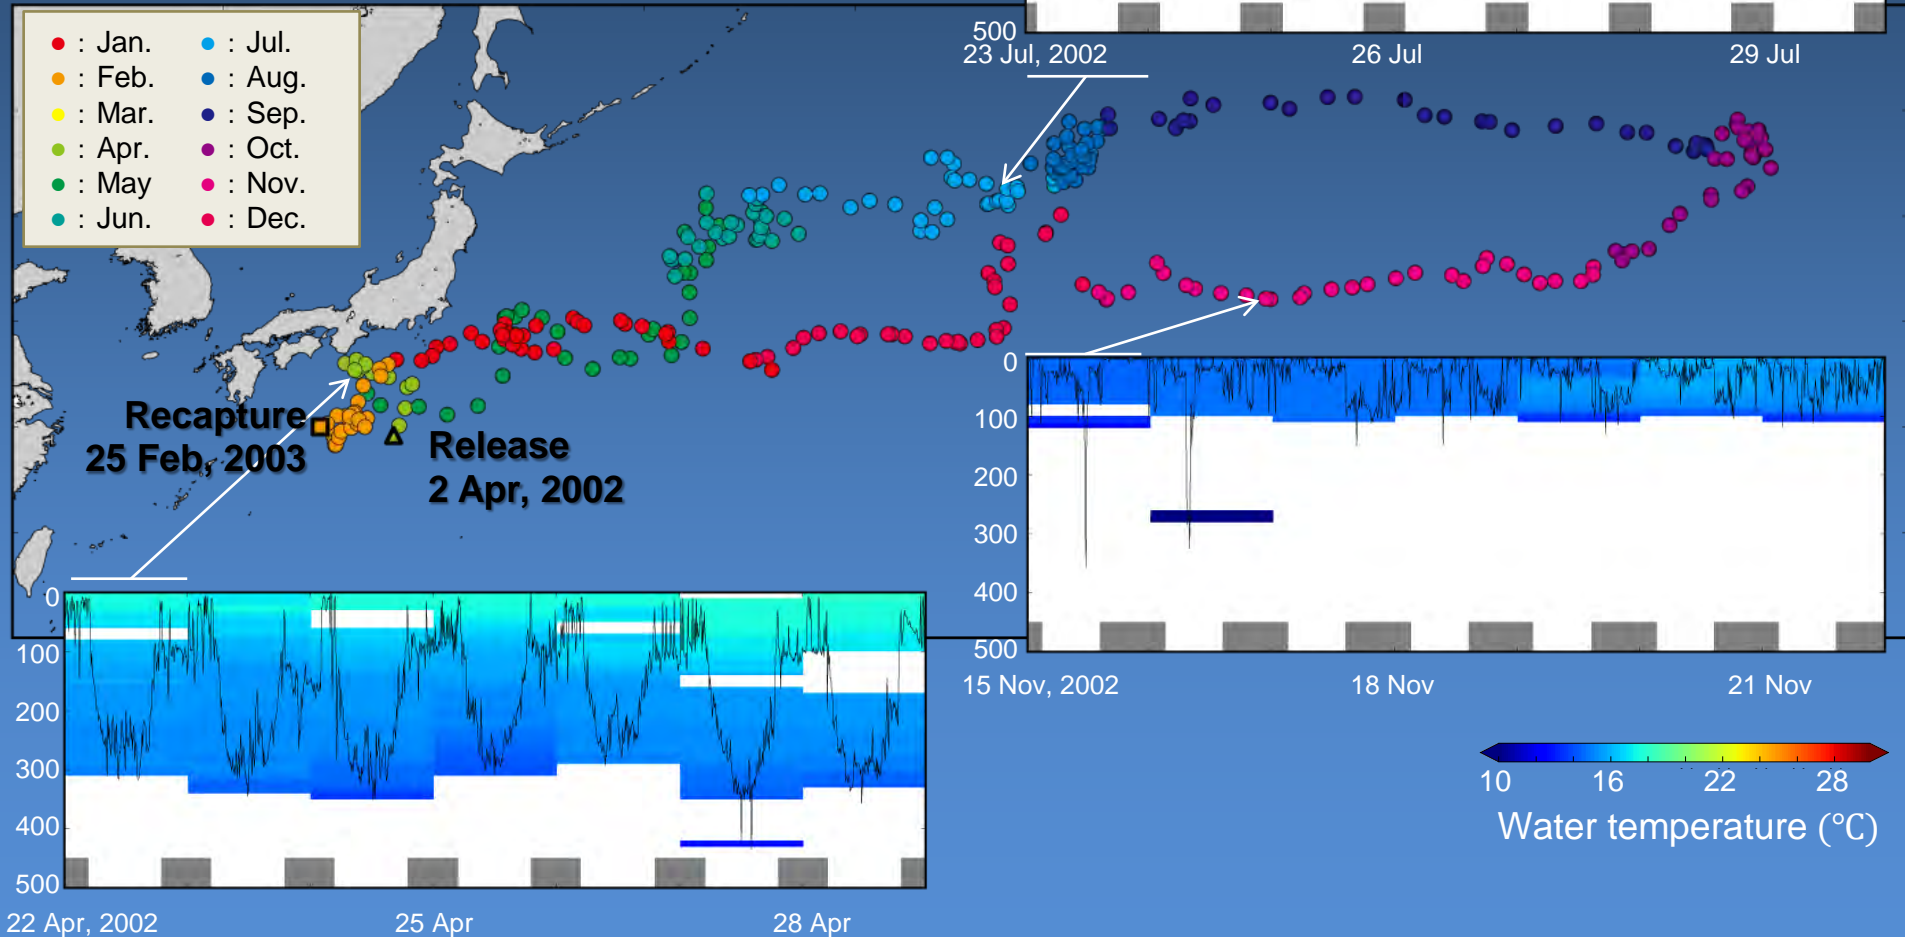 : Jan.
: Feb.
: Mar.
: Apr.
: May
: Jun.
: Jul.
: Aug.
: Sep.
: Oct.
: Nov.
: Dec.
500
23 Jul, 2002
26 Jul
29 Jul
Recapture
25 Feb, 2003
Release
2 Apr, 2002
0
100
200
300
400
500
15 Nov, 2002
18 Nov
21 Nov
0
100
200
300
400
500
22 Apr, 2002
25 Apr
28 Apr
10
16
22
28
Water temperature (℃)